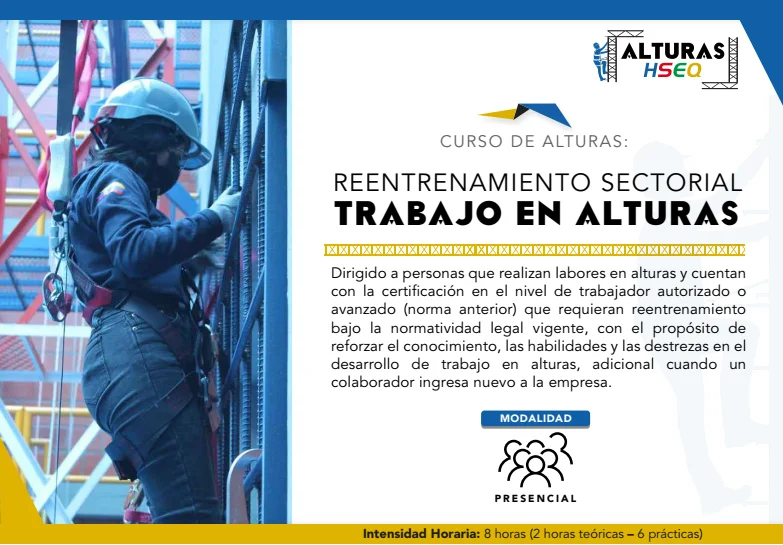 ALTURAS
HSEQ
CURSO DE ALTURAS:
REENTRENAMIENTO SECTORIAL
TRABAJO EN ALTURAS
Dirigido a personas que realizan labores en alturas y cuentan
con la certificación en el nivel de trabajador autorizado o
avanzado (norma anterior) que requieran reentrenamiento
bajo la normatividad legal vigente, con el propósito de
reforzar el conocimiento, las habilidades y las destrezas en el
desarrollo de trabajo en alturas, adicional cuando un
colaborador ingresa nuevo a la empresa.
MODALIDAD
PRESENCIAL
Intensidad Horaria: 8 horas (2 horas teóricas – 6 prácticas)